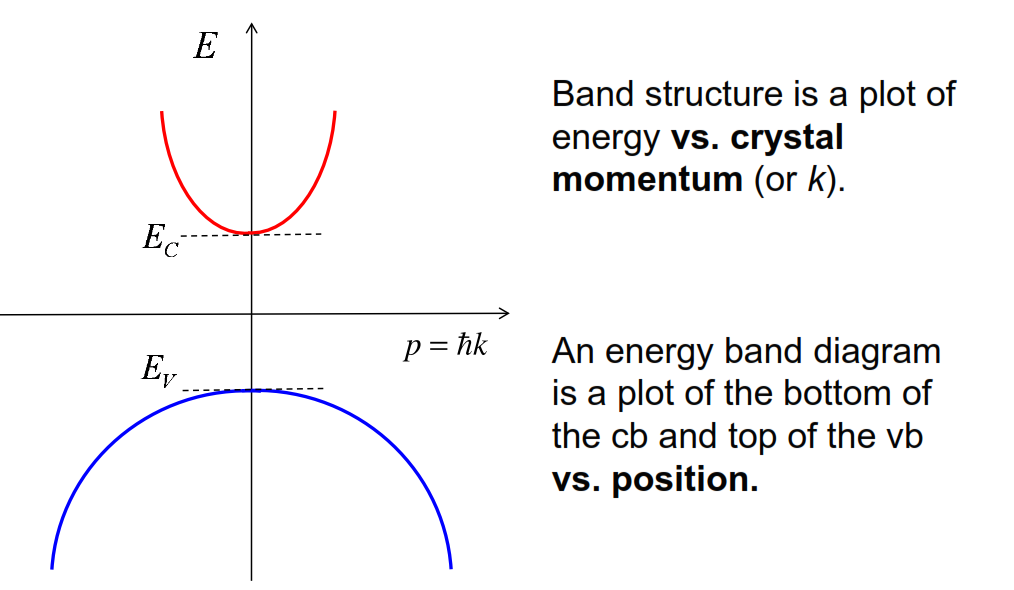 E
Band structure is a plot of
energy vs. crystal
momentum (or k).
E_C
p = ħk
E_V
An energy band diagram
is a plot of the bottom of
the cb and top of the vb
vs. position.